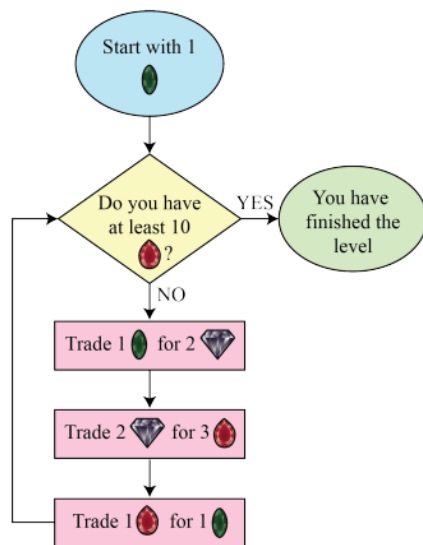 Start with 1
Do you have
at least 10
?
YES
You have
finished the
level
NO
Trade 1 for 2
Trade 2 for 3
Trade 1 for 1